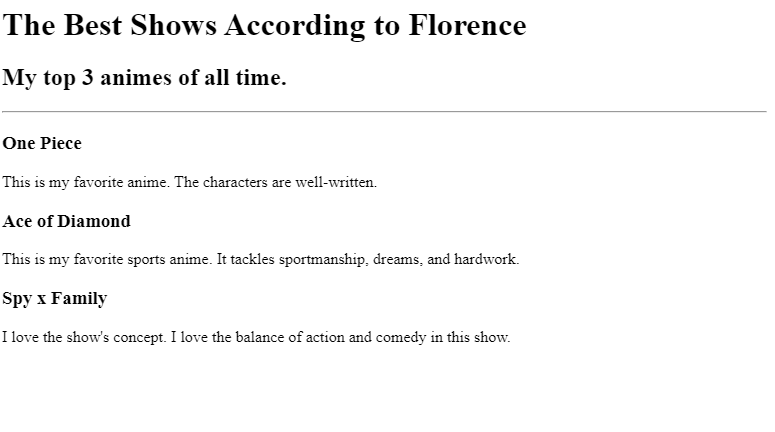 The Best Shows According to Florence
My top 3 animes of all time.
One Piece
This is my favorite anime. The characters are well-written.
Ace of Diamond
This is my favorite sports anime. It tackles sportmanship, dreams, and hardwork.
Spy x Family
I love the show's concept. I love the balance of action and comedy in this show.